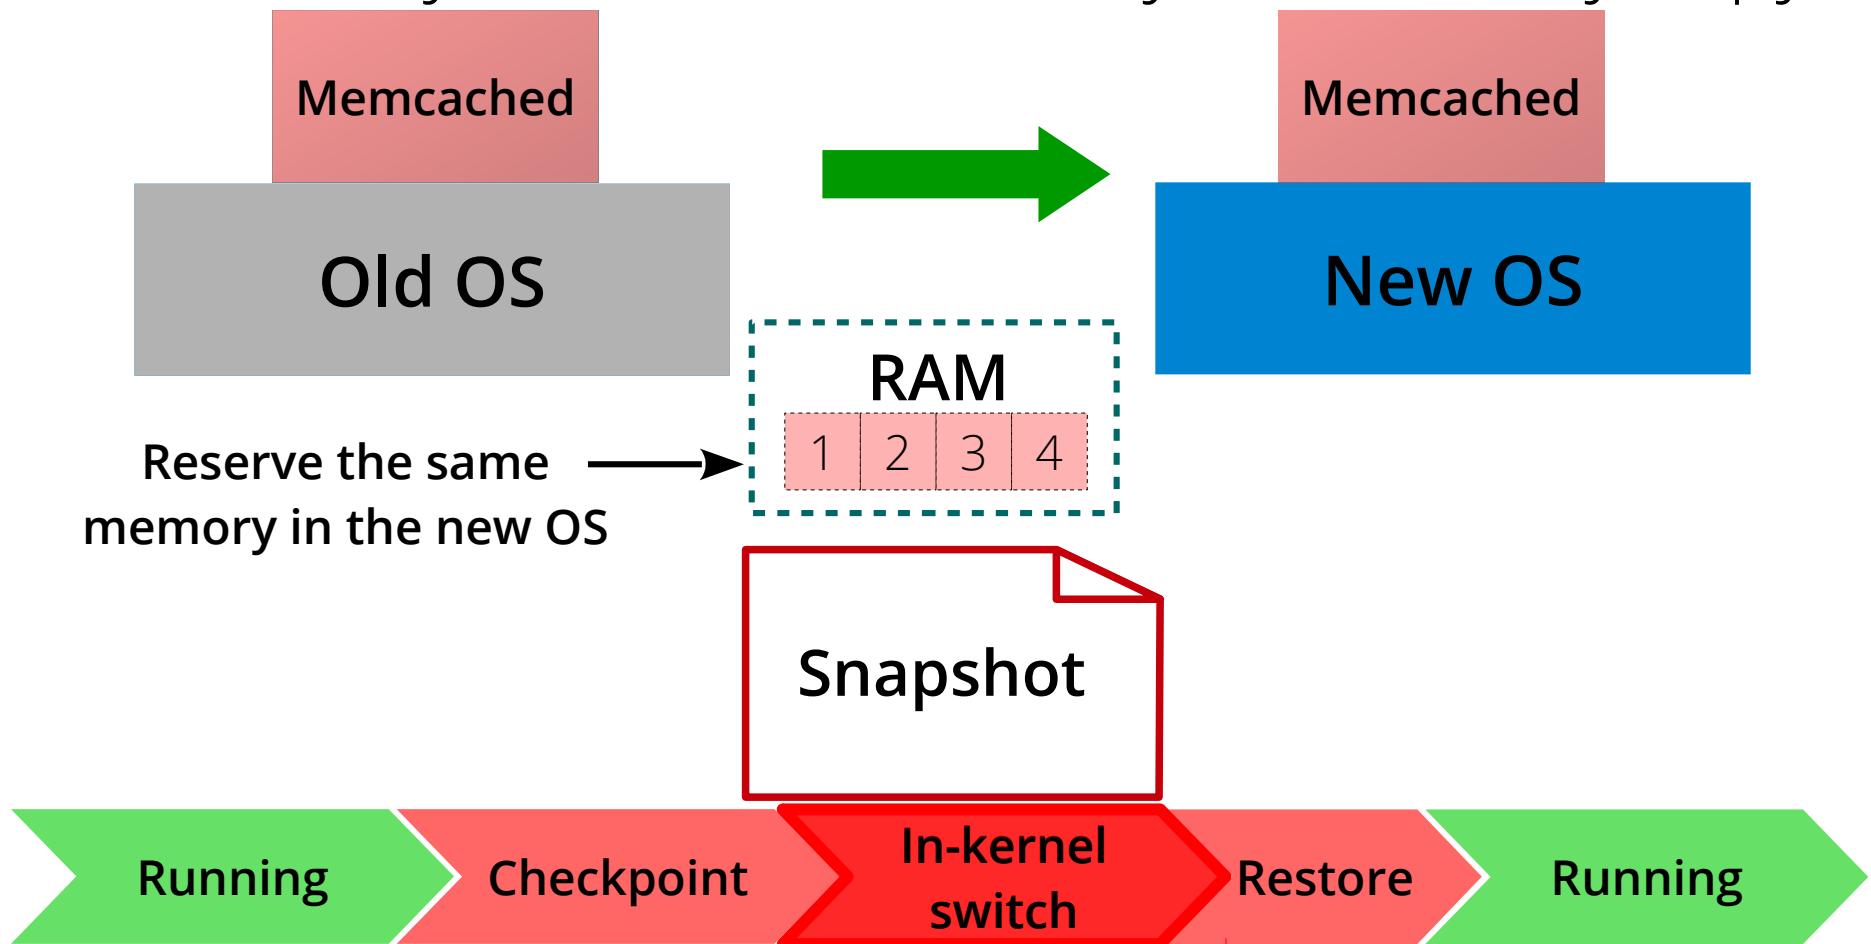 Memcached
Memcached
Old OS
New OS
RAM
1 2 3 4
Reserve the same
memory in the new OS
Snapshot
Running
Checkpoint
In-kernel
switch
Restore
Running